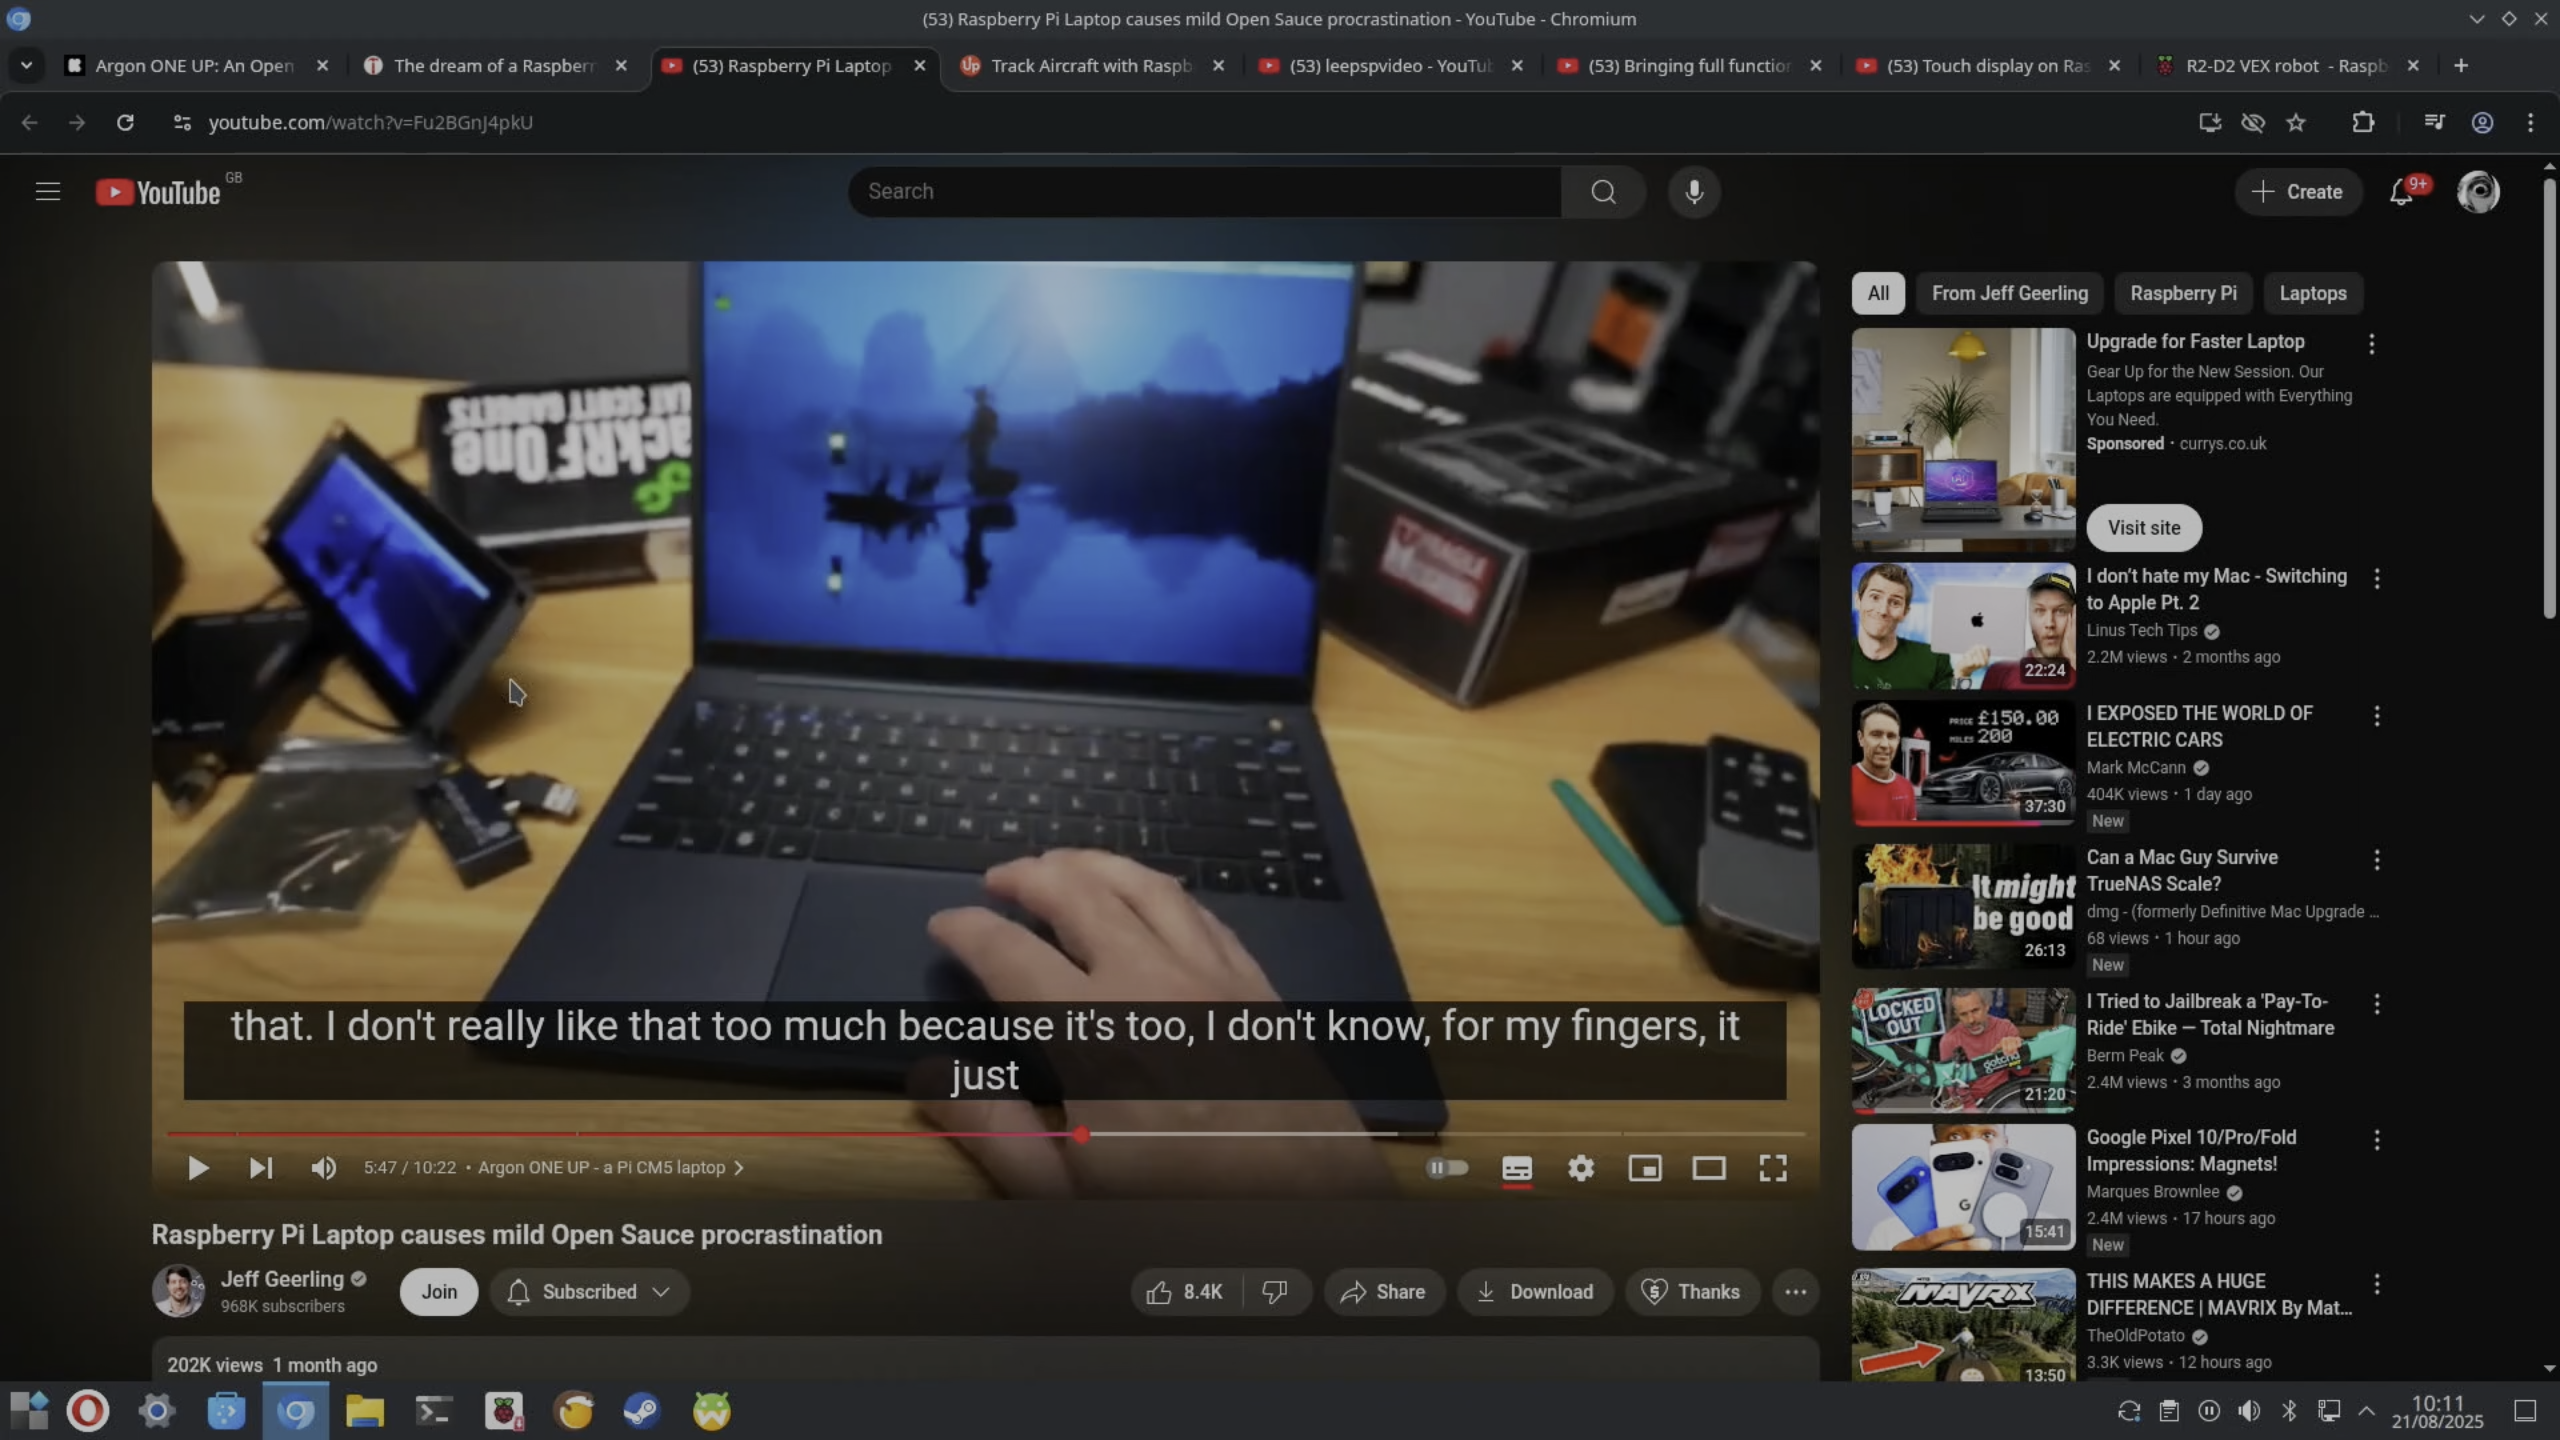 (53) Raspberry Pi Laptop causes mild Open Sauce procrastination - YouTube - Chromium
Argon ONE UP: An Open
The dream of a Raspberr
(53) Raspberry Pi Laptop
Track Aircraft with Raspb
(53) leepspvideo - YouTu
(53) Bringing full function
(53) Touch display on Ras
R2-D2 VEX robot - Raspb
youtube.com/watch?v=Fu2BGnJ4pkU
YouTube GB
Search
Create
9+
ackRF One
All
From Jeff Geerling
Raspberry Pi
Laptops
Upgrade for Faster Laptop
Gear Up for the New Session. Our
Laptops are equipped with Everything
You Need.
Sponsored • currys.co.uk
Visit site
22:24
I don't hate my Mac - Switching
to Apple Pt. 2
Linus Tech Tips
2.2M views • 2 months ago
PRICE £150.00
MILES 200
37:30
I EXPOSED THE WORLD OF
ELECTRIC CARS
Mark McCann
404K views • 1 day ago
New
It might
be good
26:13
Can a Mac Guy Survive
TrueNAS Scale?
dmg - (formerly Definitive Mac Upgrade ...
68 views • 1 hour ago
New
LOCKED
OUT
gotcha
21:20
I Tried to Jailbreak a 'Pay-To-
Ride' Ebike — Total Nightmare
Berm Peak
2.4M views • 3 months ago
15:41
Google Pixel 10/Pro/Fold
Impressions: Magnets!
Marques Brownlee
2.4M views • 17 hours ago
New
MAVRX
13:50
THIS MAKES A HUGE
DIFFERENCE | MAVRIX By Mat...
TheOldPotato
3.3K views • 12 hours ago
that. I don't really like that too much because it's too, I don't know, for my fingers, it
just
5:47 / 10:22 • Argon ONE UP - a Pi CM5 laptop
Raspberry Pi Laptop causes mild Open Sauce procrastination
Jeff Geerling
968K subscribers
Join
Subscribed
8.4K
Share
Download
Thanks
202K views 1 month ago
10:11
21/08/2025